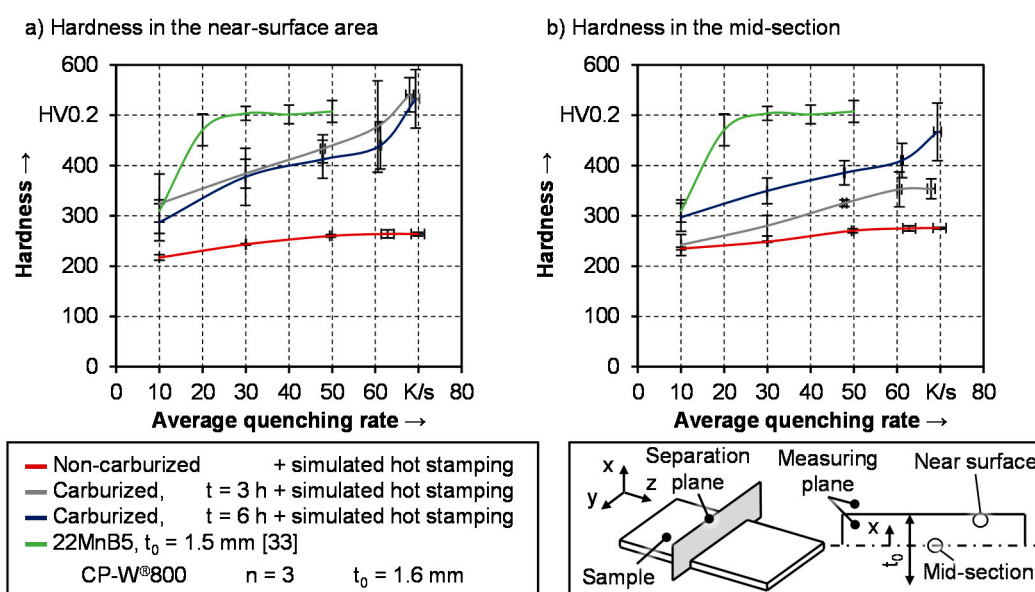 a) Hardness in the near-surface area
600
HV0.2
400
300
200
100
0
Hardness →
0 10 20 30 40 50 60 K/s 80
Average quenching rate →
b) Hardness in the mid-section
600
HV0.2
400
300
200
100
0
Hardness →
0 10 20 30 40 50 60 K/s 80
Average quenching rate →
Non-carburized + simulated hot stamping
Carburized, t = 3 h + simulated hot stamping
Carburized, t = 6 h + simulated hot stamping
22MnB5, t₀ = 1.5 mm [33]
CP-W®800 n = 3 t₀ = 1.6 mm
x
y
z
Separation
plane
Sample
Measuring
plane
Near surface
x
t₀
Mid-section